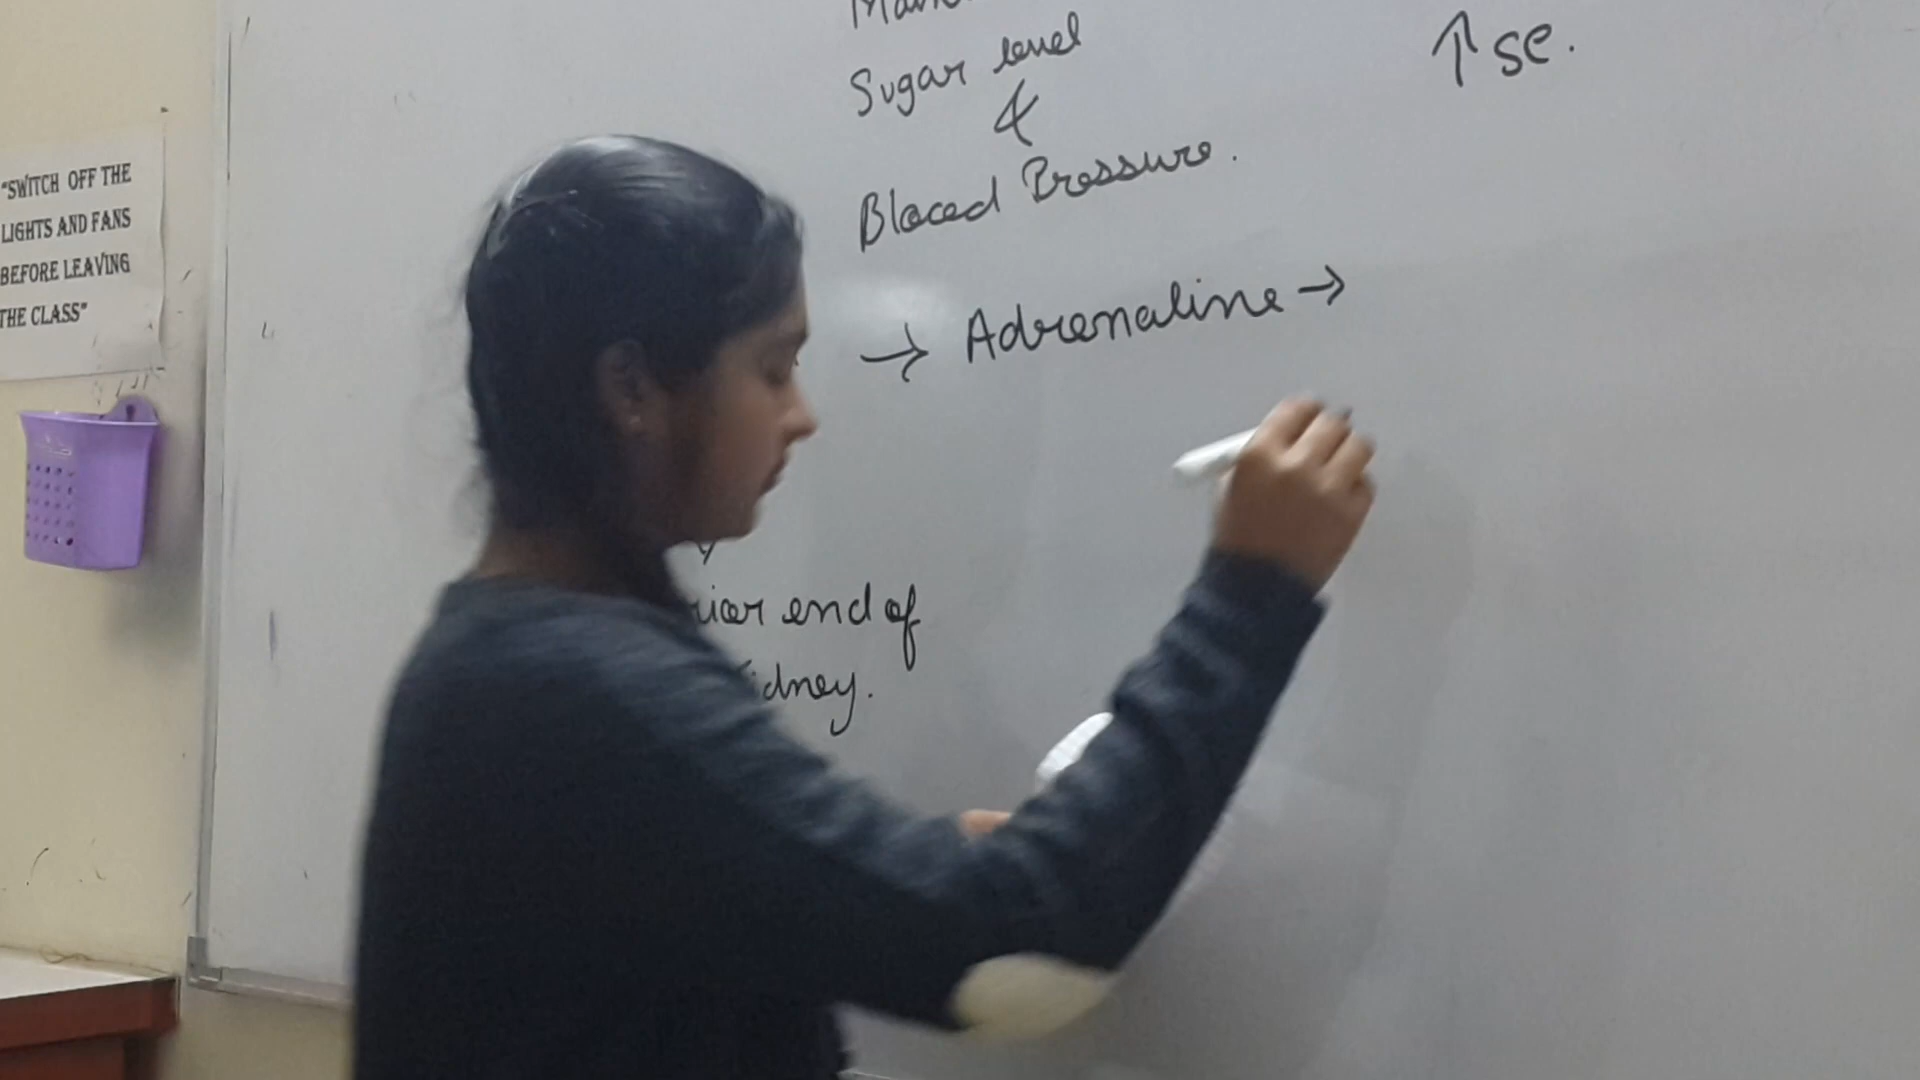 Sugar level
&
Blood Pressure.
↑se.
→ Adrenaline →
end of
"SWITCH OFF THE
LIGHTS AND FANS
BEFORE LEAVING
THE CLASS"